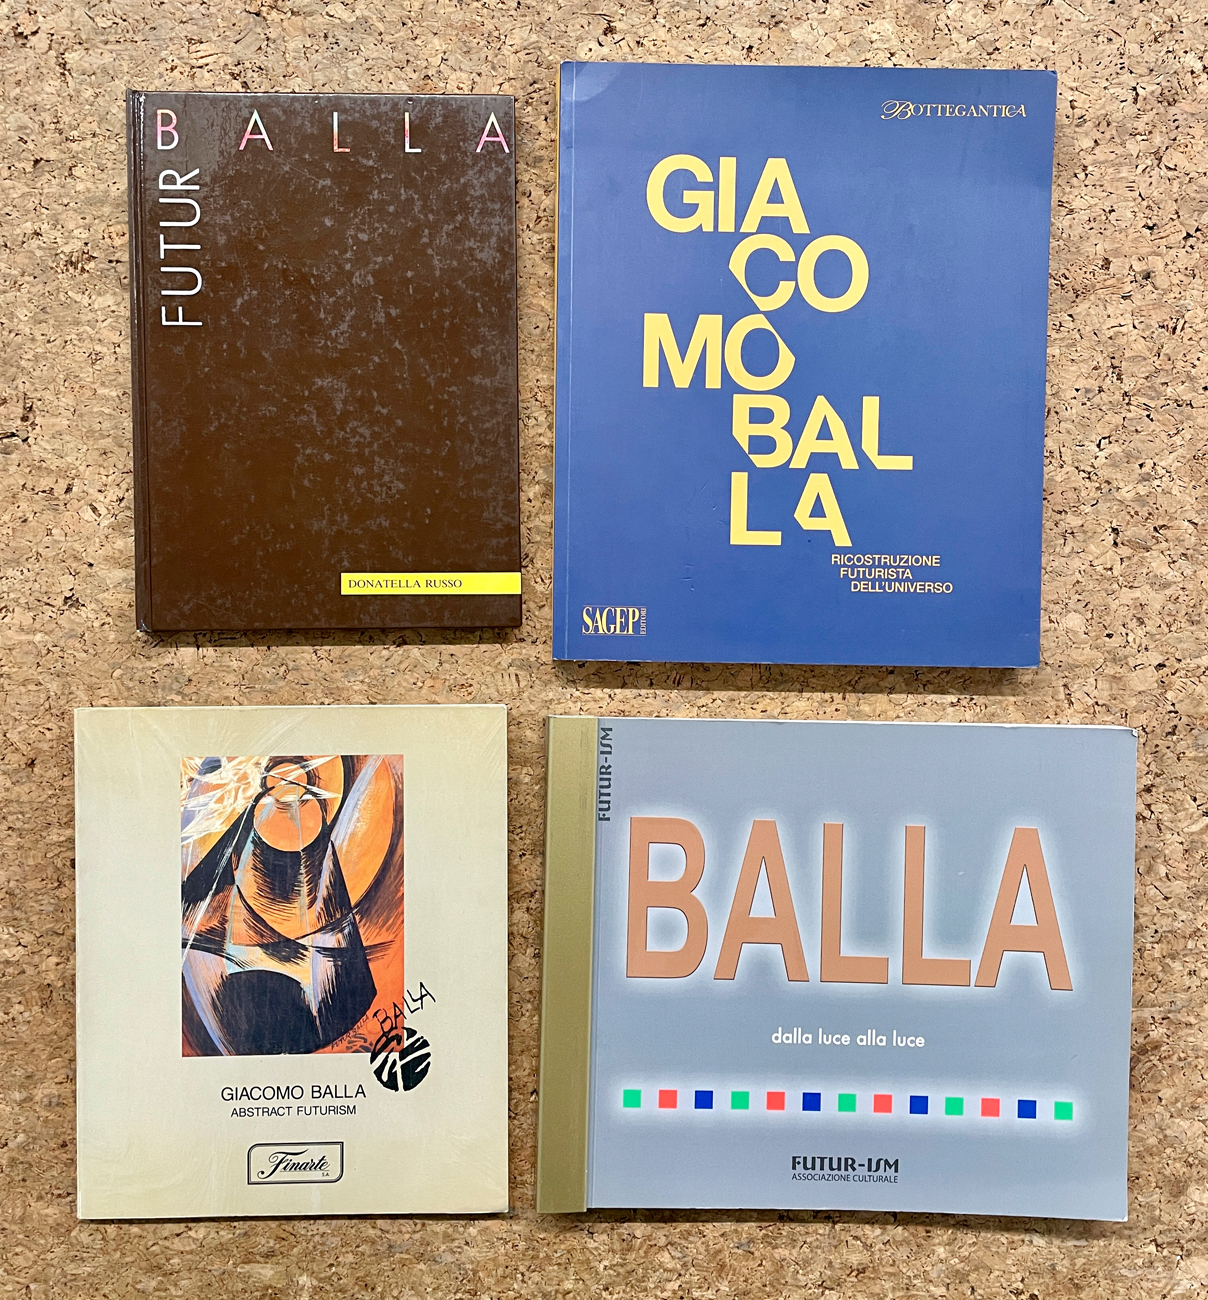 BALLA
FUTUR
DONATELLA RUSSO
BOTTEGANTICA
GIA
CO
MO
BAL
LA
RICOSTRUZIONE
FUTURISTA
DELL'UNIVERSO
SAGEP
EDITORI
BALLA
GIACOMO BALLA
ABSTRACT FUTURISM
Finarte
S.A.
FUTUR-ISM
BALLA
dalla luce alla luce
FUTUR-ISM
ASSOCIAZIONE CULTURALE